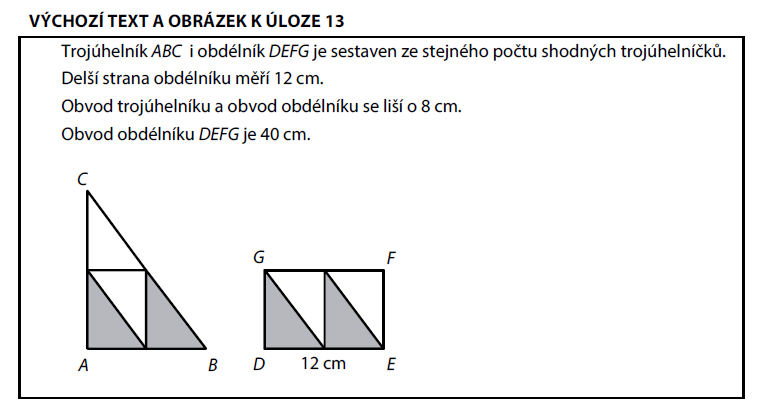 VÝCHOZÍ TEXT A OBRÁZEK K ÚLOZE 13
Trojúhelník ABC i obdélník DEFG je sestaven ze stejného počtu shodných trojúhelníčků.
Delší strana obdélníku měří 12 cm.
Obvod trojúhelníku a obvod obdélníku se liší o 8 cm.
Obvod obdélníku DEFG je 40 cm.
C
G F
A B D 12 cm E